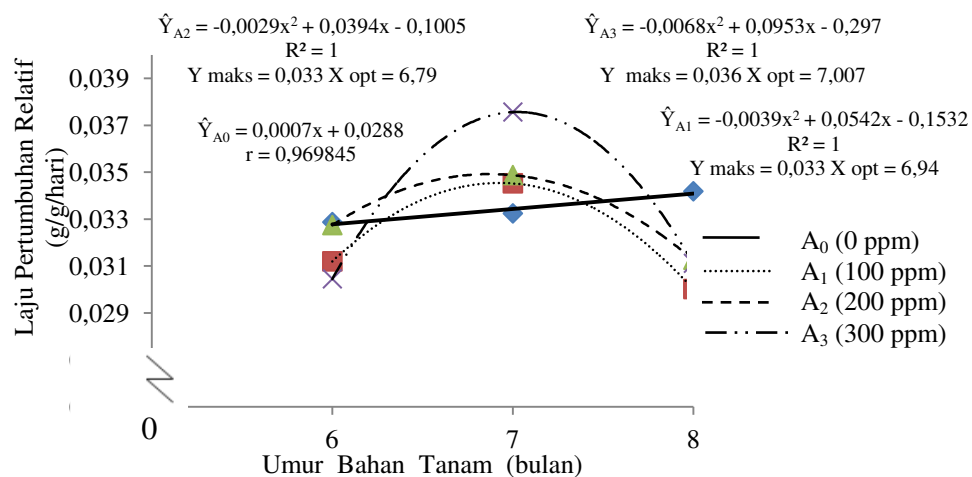 ŶA2 = -0,0029x² + 0,0394x - 0,1005
R² = 1
Y maks = 0,033 X opt = 6,79
ŶA3 = -0,0068x² + 0,0953x - 0,297
R² = 1
Y maks = 0,036 X opt = 7,007
ŶA0 = 0,0007x + 0,0288
r = 0,969845
ŶA1 = -0,0039x² + 0,0542x - 0,1532
R² = 1
Y maks = 0,033 X opt = 6,94
Laju Pertumbuhan Relatif
(g/g/hari)
0,039
0,037
0,035
0,033
0,031
0,029
0
6
7
8
Umur Bahan Tanam (bulan)
A0 (0 ppm)
A1 (100 ppm)
A2 (200 ppm)
A3 (300 ppm)